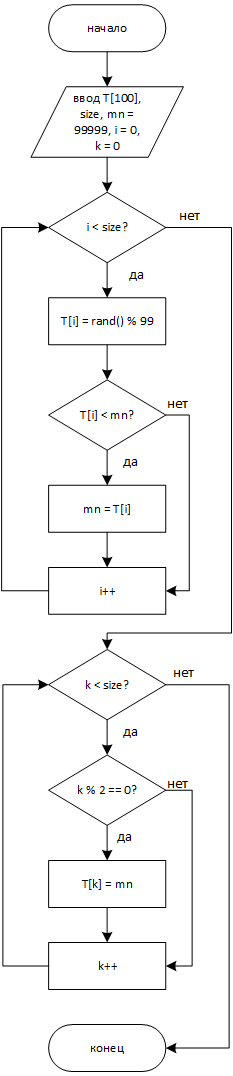 начало
ввод T[100],
size, mn =
99999, i = 0,
k = 0
i < size?
нет
да
T[i] = rand() % 99
T[i] < mn?
нет
да
mn = T[i]
i++
k < size?
нет
да
k % 2 == 0?
нет
да
T[k] = mn
k++
конец